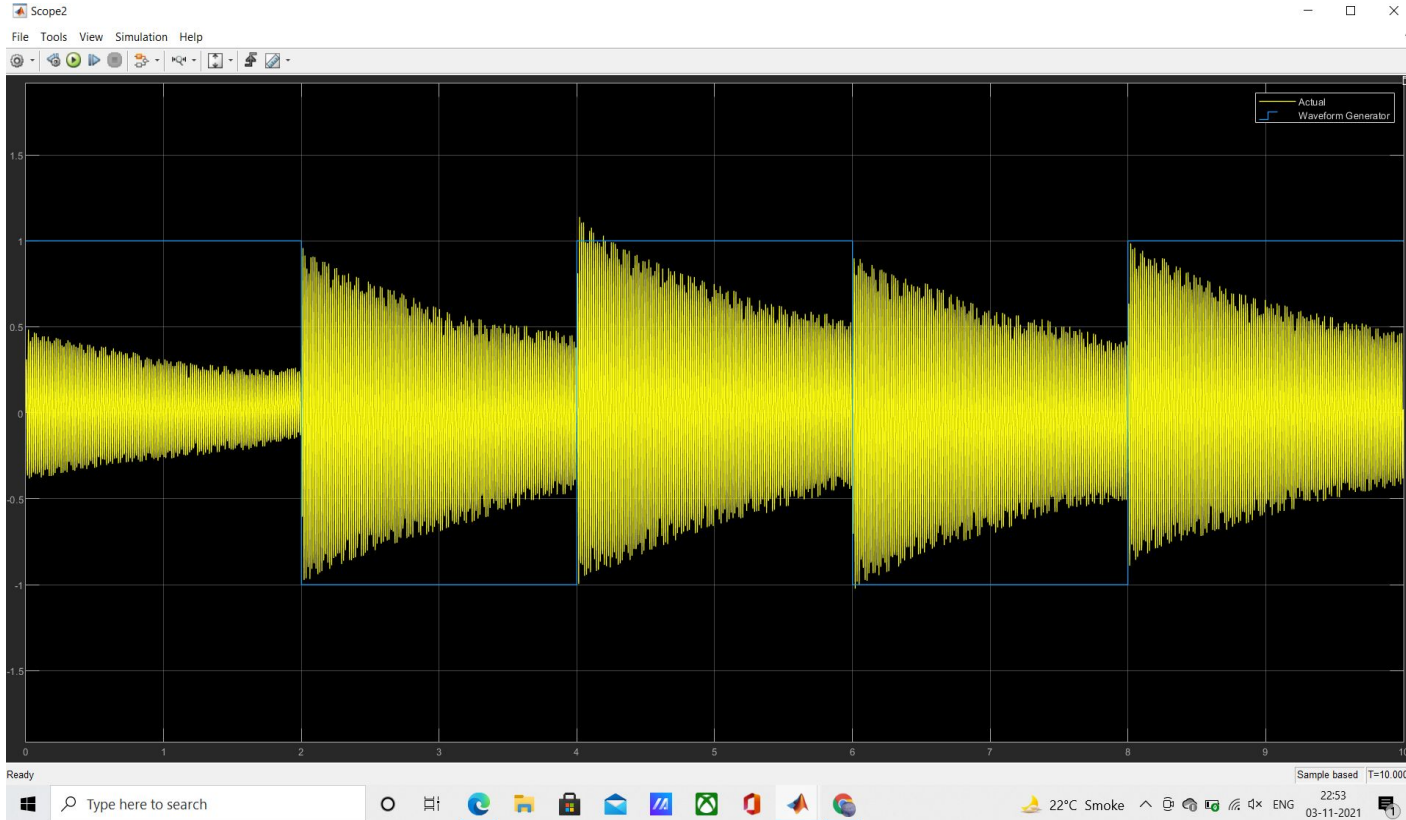 Scope2
File Tools View Simulation Help
Actual
Waveform Generator
1.5
1
0.5
0
-0.5
-1
-1.5
0 1 2 3 4 5 6 7 8 9 10
Ready
Sample based T=10.000
Type here to search
22°C Smoke
ENG
22:53
03-11-2021
1